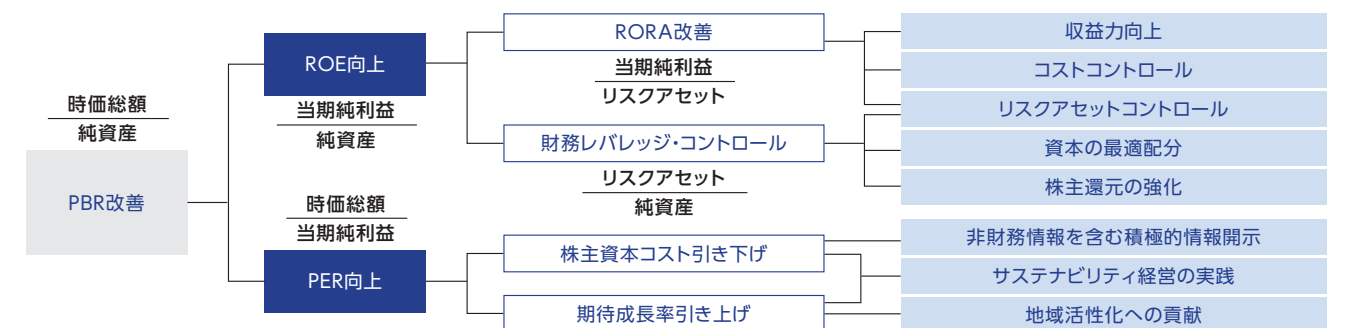 時価総額
純資産
PBR改善
ROE向上
当期純利益
純資産
時価総額
当期純利益
PER向上
RORA改善
当期純利益
リスクアセット
財務レバレッジ・コントロール
リスクアセット
純資産
株主資本コスト引き下げ
期待成長率引き上げ
収益力向上
コストコントロール
リスクアセットコントロール
資本の最適配分
株主還元の強化
非財務情報を含む積極的情報開示
サステナビリティ経営の実践
地域活性化への貢献